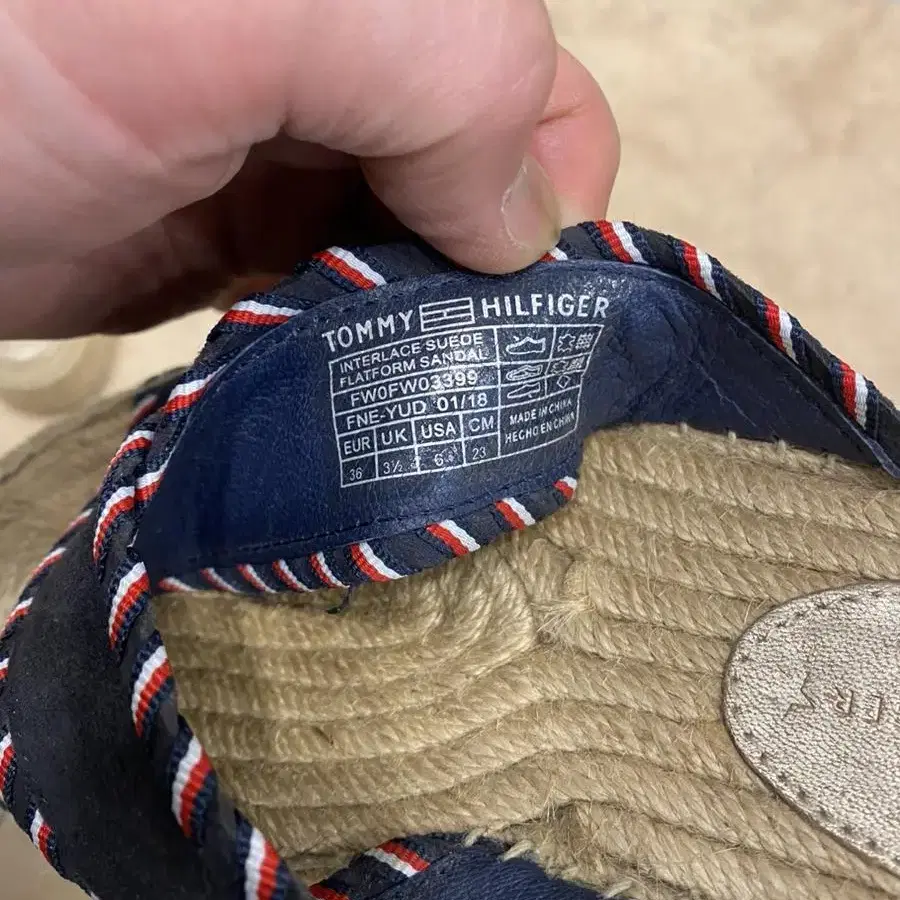 TOMMY HILFIGER
INTERLACE SUEDE
FLATFORM SANDAL
FW0FW03399
FNE-YUD 01/18
EUR UK USA CM
36 3½ 23
MADE IN CHINA
HECHO EN CHINA